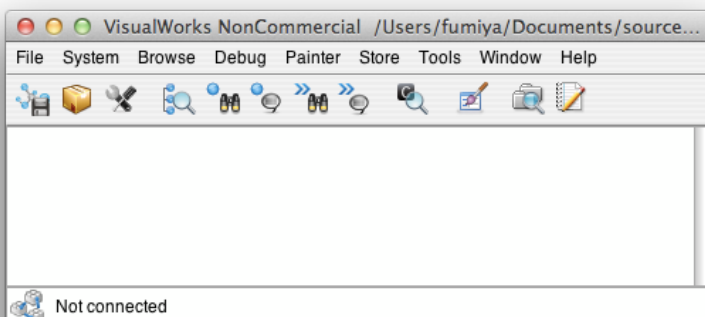 VisualWorks NonCommercial /Users/fumiya/Documents/source...
File System Browse Debug Painter Store Tools Window Help
Not connected